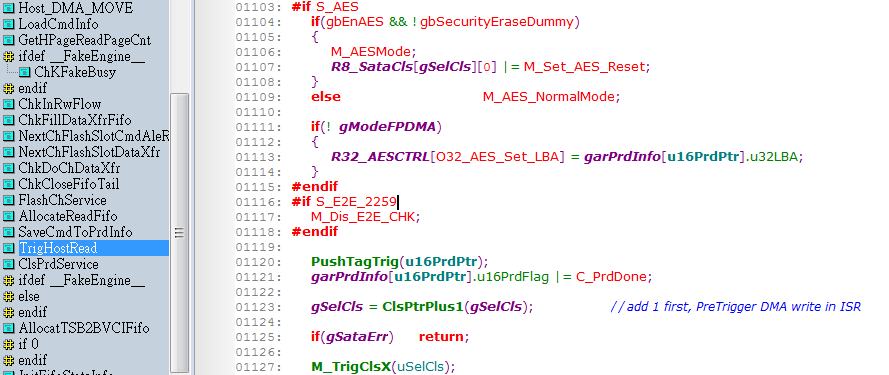 Host_DMA_MOVE
LoadCmdInfo
GetHPageReadPageCnt
ifdef __FakeEngine__
ChKFakeBusy
endif
ChkInRwFlow
ChkFillDataXfrFifo
NextChFlashSlotCmdAleR
NextChFlashSlotDataXfr
ChkDoChDataXfr
ChkCloseFifoTail
FlashChService
AllocateReadFifo
SaveCmdToPrdInfo
TrigHostRead
ClsPrdService
ifdef __FakeEngine__
else
endif
AllocatTSB2BVCIFifo
if 0
endif
InitFifoStateInfo
01103: #if S_AES
01104: if(gbEnAES && ! gbSecurityEraseDummy)
01105: {
01106: M_AESMode;
01107: R8_SataCls[gSelCls][0] |= M_Set_AES_Reset;
01108: }
01109: else M_AES_NormalMode;
01110:
01111: if(! gModeFPDMA)
01112: {
01113: R32_AESCTRL[O32_AES_Set_LBA] = garPrdInfo[u16PrdPtr].u32LBA;
01114: }
01115: #endif
01116: #if S_E2E_2259
01117: M_Dis_E2E_CHK;
01118: #endif
01119:
01120: PushTagTrig(u16PrdPtr);
01121: garPrdInfo[u16PrdPtr].u16PrdFlag |= C_PrdDone;
01122:
01123: gSelCls = ClsPtrPlus1(gSelCls); // add 1 first, PreTrigger DMA write in ISR
01124:
01125: if(gSataErr) return;
01126:
01127: M_TrigClsX(uSelCls);